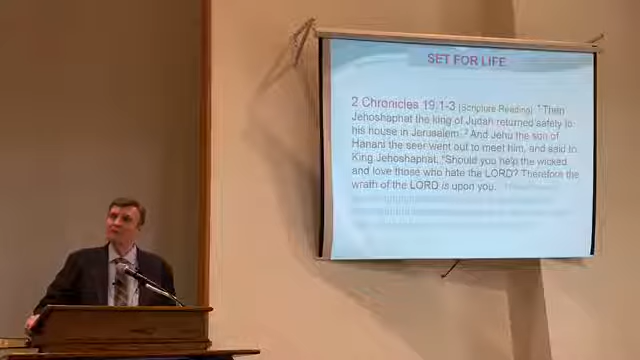 SET FOR LIFE
2 Chronicles 19.1-3 (Scripture Reading) 1 Then
Jehoshaphat the king of Judah returned safely to
his house in Jerusalem. 2 And Jehu the son of
Hanani the seer went out to meet him, and said to
King Jehoshaphat, "Should you help the wicked
and love those who hate the LORD? Therefore the
wrath of the LORD is upon you.